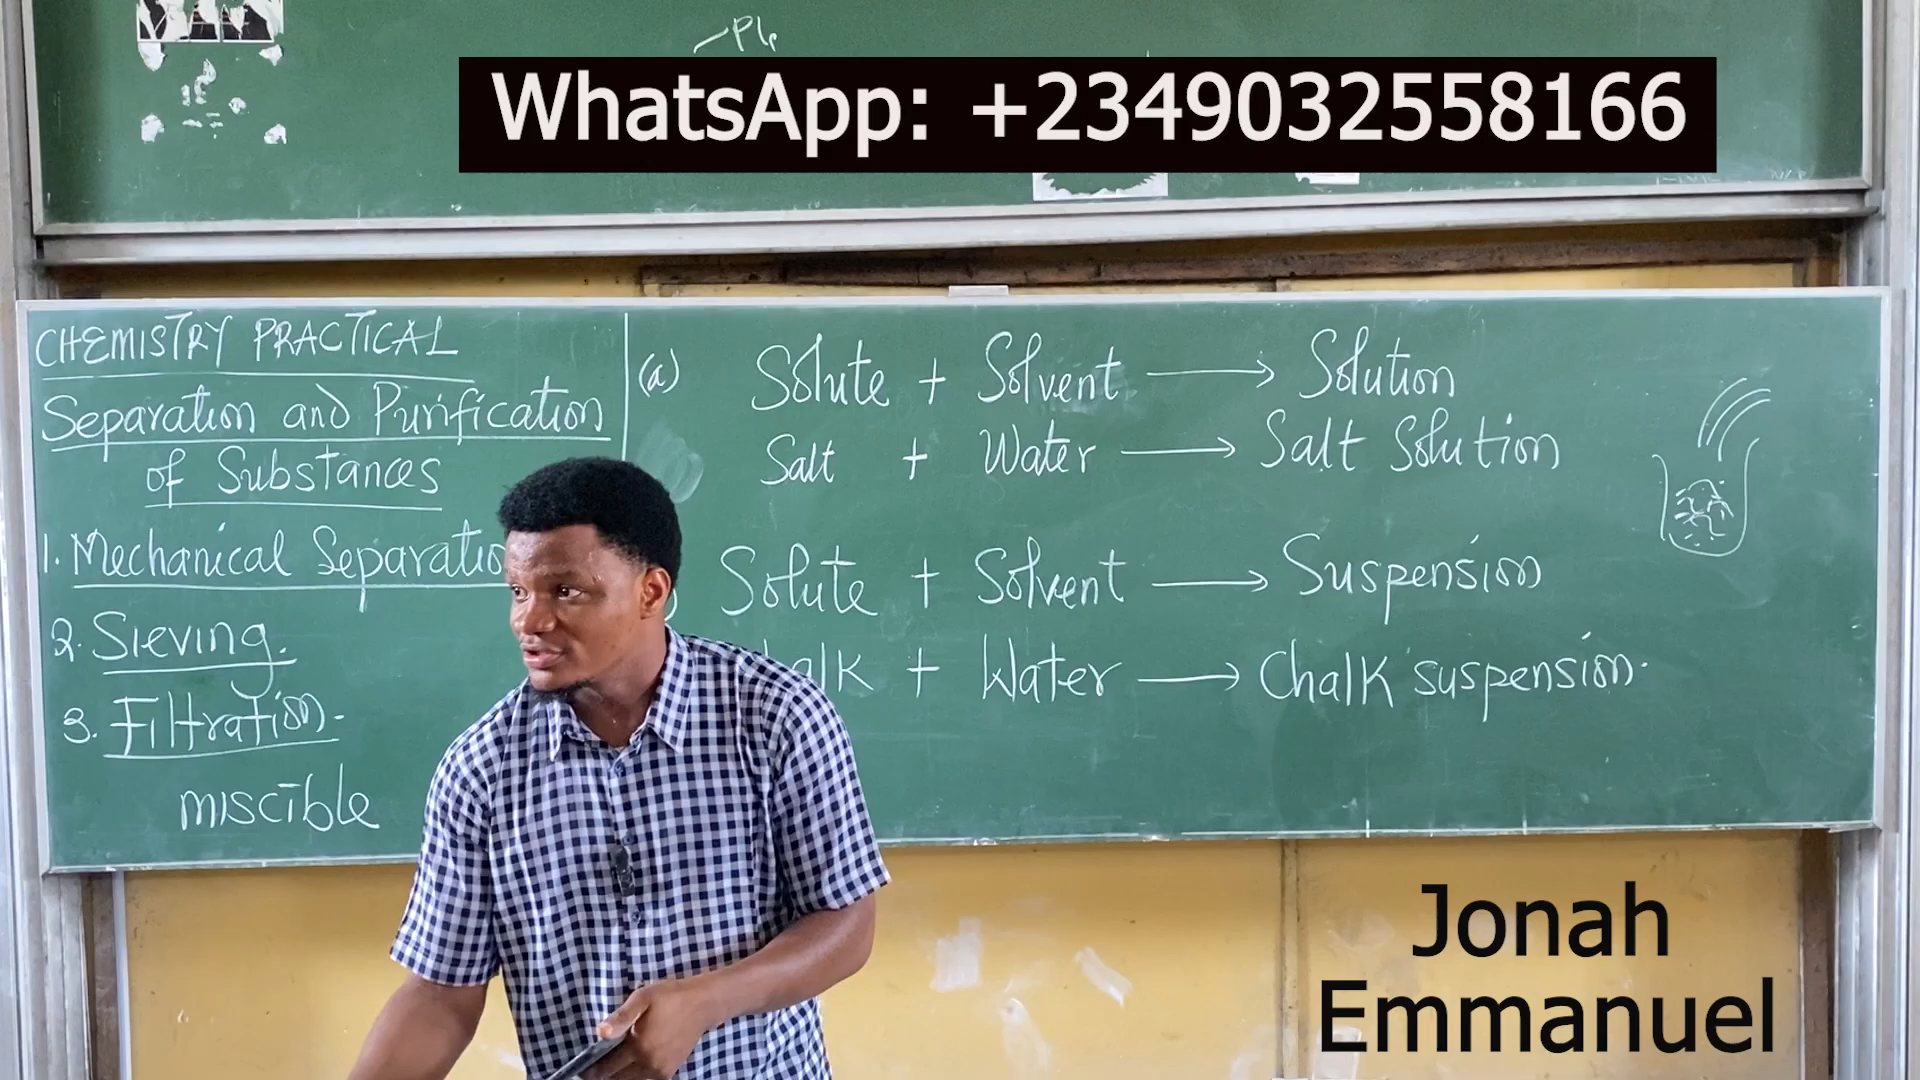 WhatsApp: +2349032558166
CHEMISTRY PRACTICAL
Separation and Purification
of Substances
1. Mechanical Separatio
2. Sieving.
3. Filtration.
miscible
(a) Solute + Solvent → Solution
Salt + Water → Salt Solution
Solute + Solvent → Suspension
halk + Water → Chalk suspension.
Jonah
Emmanuel